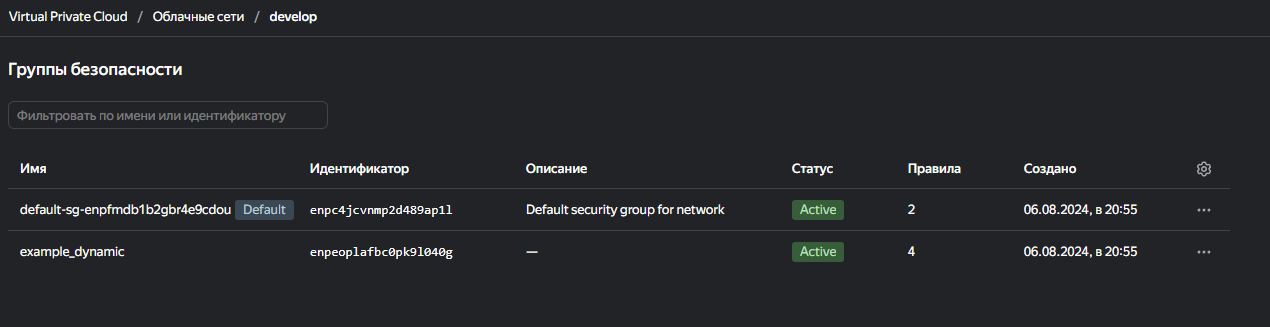 Virtual Private Cloud / Облачные сети / develop
Группы безопасности
Фильтровать по имени или идентификатору
Имя Идентификатор Описание Статус Правила Создано
default-sg-enpfmdb1b2gbr4e9cdou Default enpc4jcvnmp2d489ap1l Default security group for network Active 2 06.08.2024, в 20:55
example_dynamic enpeoplafbc0pk9l040g — Active 4 06.08.2024, в 20:55